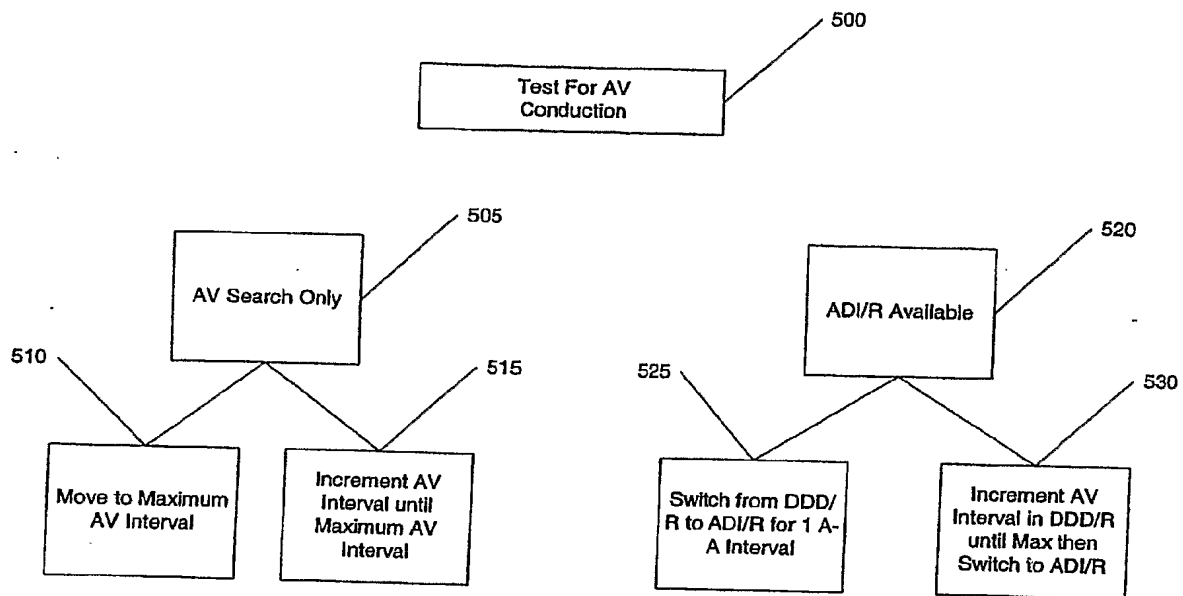 500
Test For AV
Conduction
505
AV Search Only
520
ADI/R Available
510
Move to Maximum
AV Interval
515
Increment AV
Interval until
Maximum AV
Interval
525
Switch from DDD/
R to ADI/R for 1 A-
A Interval
530
Increment AV
Interval in DDD/R
until Max then
Switch to ADI/R